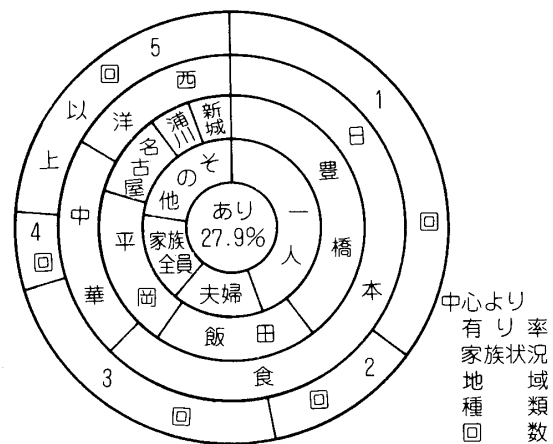 あり
27.9%
一人
夫婦
家族
全員
その他
豊橋
飯田
平岡
名古屋
浦川
新城
日本食
中華
西洋
1回
2回
3回
4回
5回以上
中心より
有り率
家族状況
地域
種類
回数